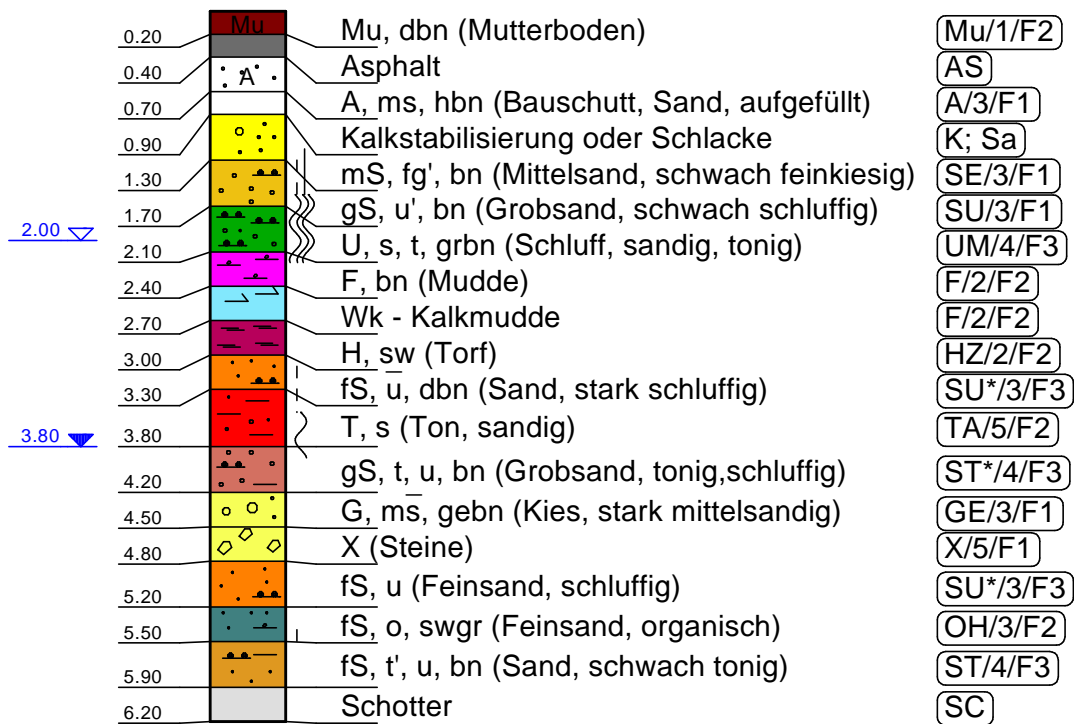 Mu
0.20 Mu, dbn (Mutterboden) Mu/1/F2
0.40 Asphalt AS
A
0.70 A, ms, hbn (Bauschutt, Sand, aufgefüllt) A/3/F1
0.90 Kalkstabilisierung oder Schlacke K; Sa
1.30 mS, fg', bn (Mittelsand, schwach feinkiesig) SE/3/F1
1.70 gS, u', bn (Grobsand, schwach schluffig) SU/3/F1
2.00
2.10 U, s, t, grbn (Schluff, sandig, tonig) UM/4/F3
2.40 F, bn (Mudde) F/2/F2
2.70 Wk - Kalkmudde F/2/F2
3.00 H, sw (Torf) HZ/2/F2
3.30 fS, u̅, dbn (Sand, stark schluffig) SU*/3/F3
3.80 3.80 T, s (Ton, sandig) TA/5/F2
4.20 gS, t, u, bn (Grobsand, tonig,schluffig) ST*/4/F3
4.50 G, ms̅, gebn (Kies, stark mittelsandig) GE/3/F1
4.80 X (Steine) X/5/F1
5.20 fS, u (Feinsand, schluffig) SU*/3/F3
5.50 fS, o, swgr (Feinsand, organisch) OH/3/F2
5.90 fS, t', u, bn (Sand, schwach tonig) ST/4/F3
6.20 Schotter SC